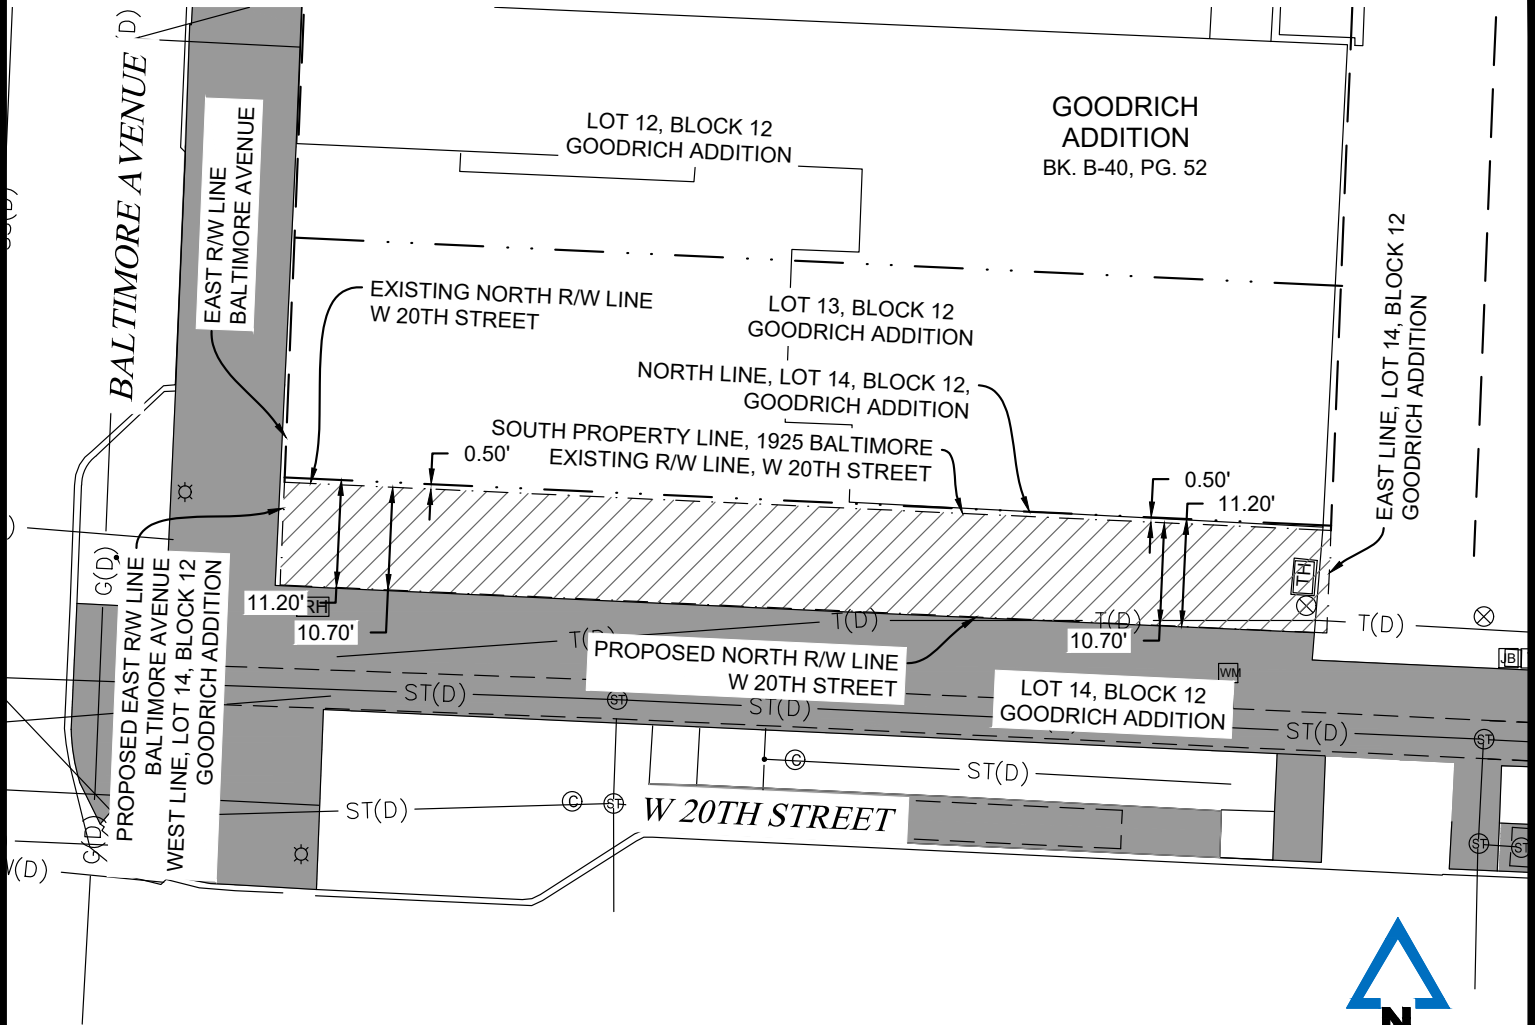 BALTIMORE AVENUE
EAST R/W LINE
BALTIMORE AVENUE
LOT 12, BLOCK 12
GOODRICH ADDITION
GOODRICH
ADDITION
BK. B-40, PG. 52
EXISTING NORTH R/W LINE
W 20TH STREET
LOT 13, BLOCK 12
GOODRICH ADDITION
NORTH LINE, LOT 14, BLOCK 12,
GOODRICH ADDITION
SOUTH PROPERTY LINE, 1925 BALTIMORE
EXISTING R/W LINE, W 20TH STREET
EAST LINE, LOT 14, BLOCK 12
GOODRICH ADDITION
0.50'
0.50'
11.20'
11.20'
10.70'
10.70'
PROPOSED EAST R/W LINE
BALTIMORE AVENUE
WEST LINE, LOT 14, BLOCK 12
GOODRICH ADDITION
PROPOSED NORTH R/W LINE
W 20TH STREET
LOT 14, BLOCK 12
GOODRICH ADDITION
W 20TH STREET
G(D)
G(D)
RH
TH
T(D)
T(D)
T(D)
T(D)
WM
JB
ST(D)
ST(D)
ST(D)
ST(D)
ST(D)
ST
ST
ST
ST
ST
C
C
N